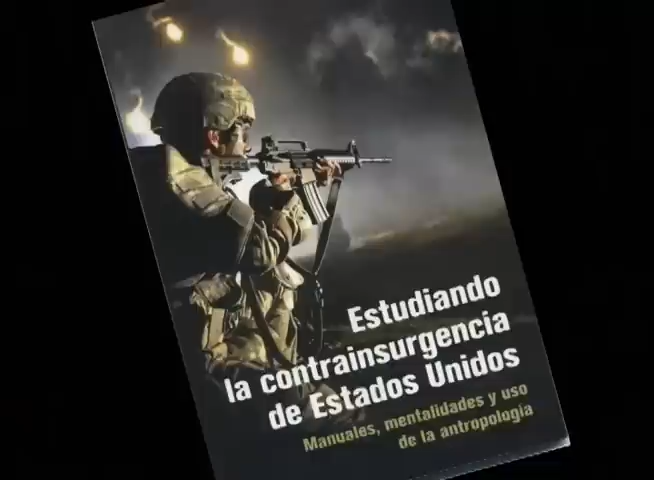 Estudiando
la contrainsurgencia
de Estados Unidos
Manuales, mentalidades y uso
de la antropología